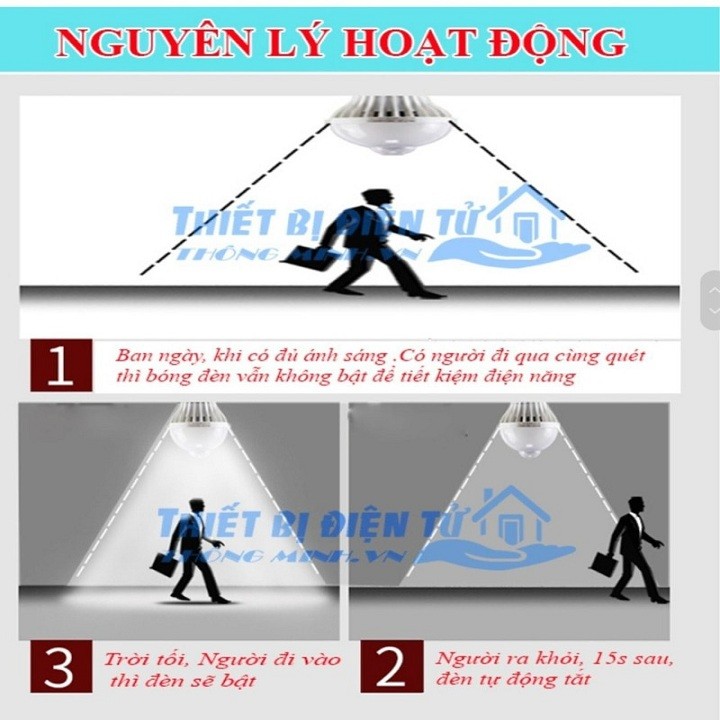 NGUYÊN LÝ HOẠT ĐỘNG
THIẾT BỊ ĐIỆN TỬ
THÔNG MINH.VN
1
Ban ngày, khi có đủ ánh sáng .Có người đi qua cùng quét
thì bóng đèn vẫn không bật để tiết kiệm điện năng
THIẾT BỊ ĐIỆN TỬ
THÔNG MINH.VN
3
Trời tối, Người đi vào
thì đèn sẽ bật
2
Người ra khỏi, 15s sau,
đèn tự động tắt